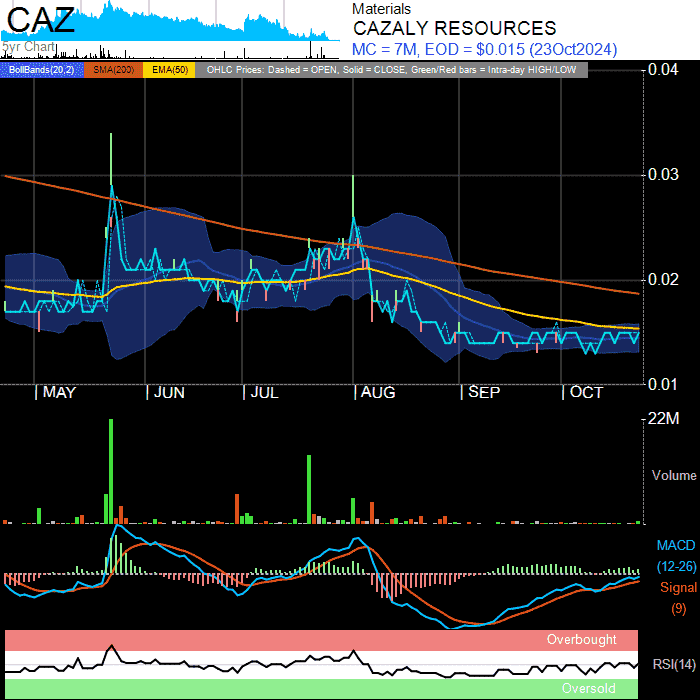 CAZ
5yr Chart
Materials
CAZALY RESOURCES
MC = 7M, EOD = $0.015 (23Oct2024)
BollBands(20,2) SMA(200) EMA(50) OHLC Prices: Dashed = OPEN, Solid = CLOSE, Green/Red bars = Intra-day HIGH/LOW
0.04
0.03
0.02
0.01
MAY JUN JUL AUG SEP OCT
22M
Volume
MACD
(12-26)
Signal
(9)
Overbought
RSI(14)
Oversold